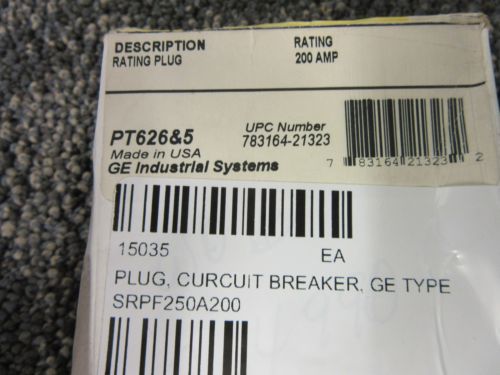 DESCRIPTION RATING
RATING PLUG 200 AMP
PT626&5 UPC Number
Made in USA 783164-21323
GE Industrial Systems 7 83164 21323 2
15035 EA
PLUG, CURCUIT BREAKER, GE TYPE
SRPF250A200